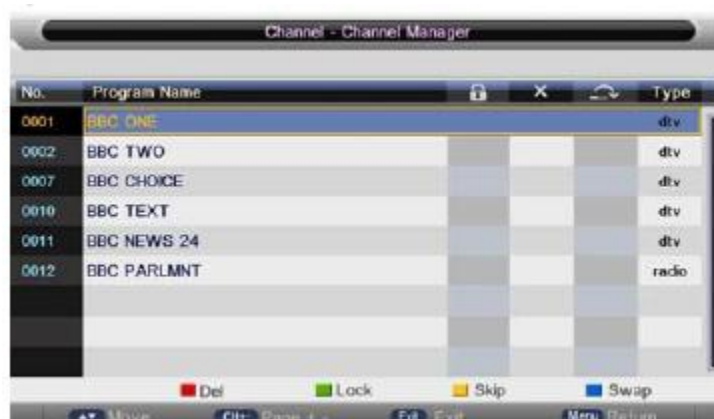 Channel - Channel Manager
No. Program Name Type
0001 BBC ONE dtv
0002 BBC TWO dtv
0007 BBC CHOICE dtv
0010 BBC TEXT dtv
0011 BBC NEWS 24 dtv
0012 BBC PARLMNT radio
Del Lock Skip Swap
Move Page + - Exit Exit Menu Return